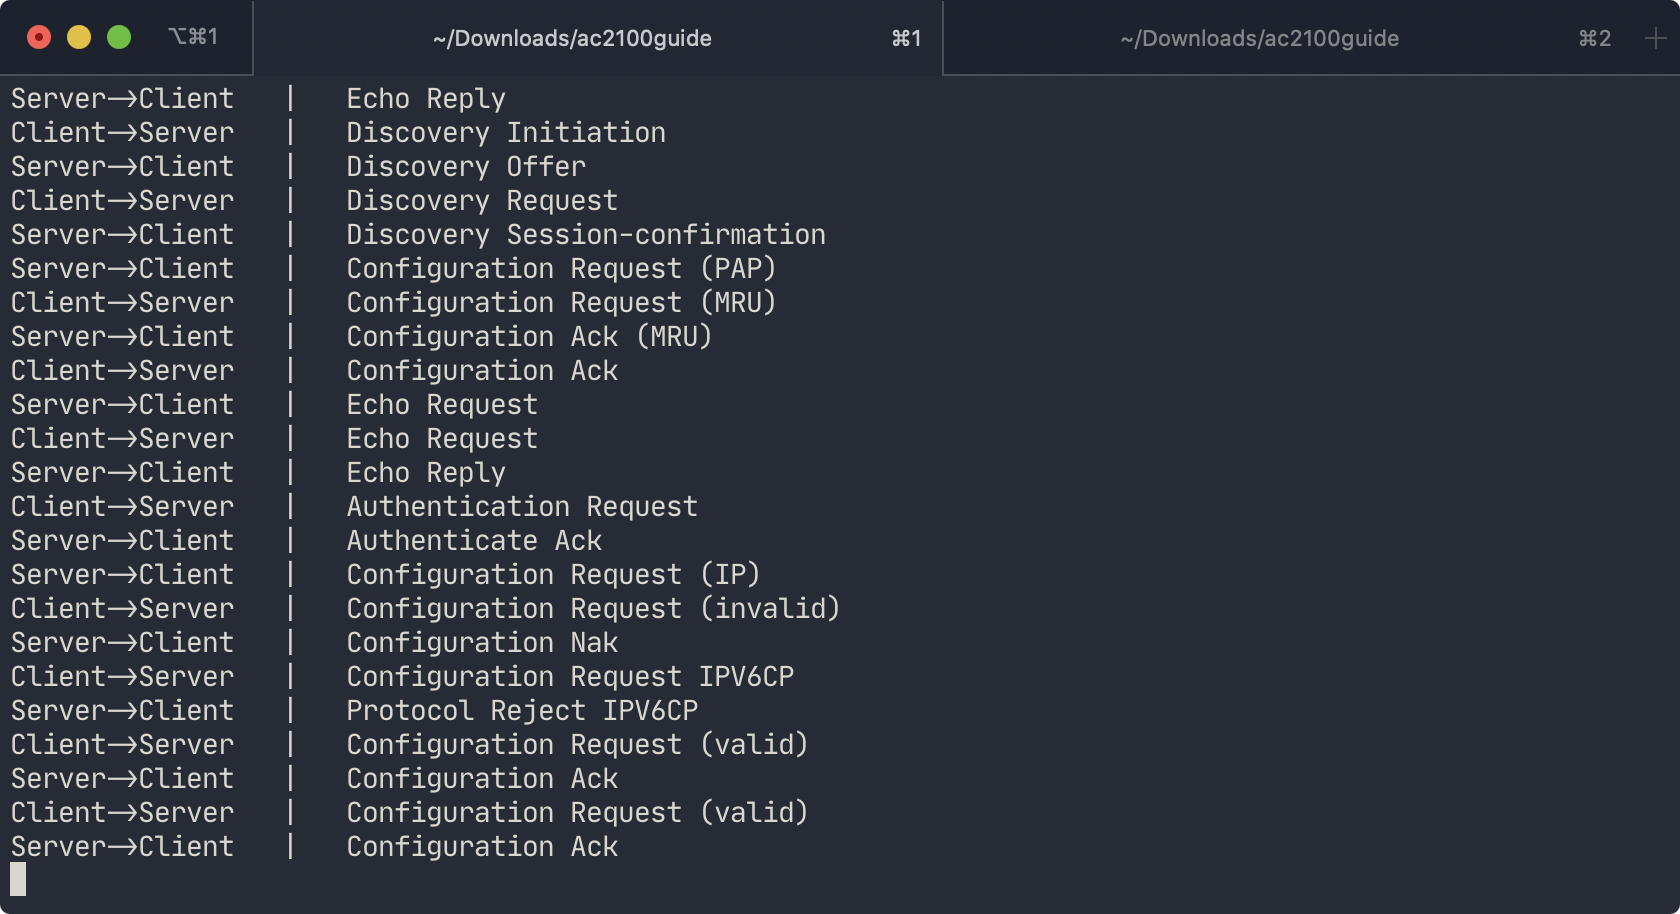 ⌥⌘1 ~/Downloads/ac2100guide ⌘1 ~/Downloads/ac2100guide ⌘2 +
Server→Client | Echo Reply
Client→Server | Discovery Initiation
Server→Client | Discovery Offer
Client→Server | Discovery Request
Server→Client | Discovery Session-confirmation
Server→Client | Configuration Request (PAP)
Client→Server | Configuration Request (MRU)
Server→Client | Configuration Ack (MRU)
Client→Server | Configuration Ack
Server→Client | Echo Request
Client→Server | Echo Request
Server→Client | Echo Reply
Client→Server | Authentication Request
Server→Client | Authenticate Ack
Server→Client | Configuration Request (IP)
Client→Server | Configuration Request (invalid)
Server→Client | Configuration Nak
Client→Server | Configuration Request IPV6CP
Server→Client | Protocol Reject IPV6CP
Client→Server | Configuration Request (valid)
Server→Client | Configuration Ack
Client→Server | Configuration Request (valid)
Server→Client | Configuration Ack